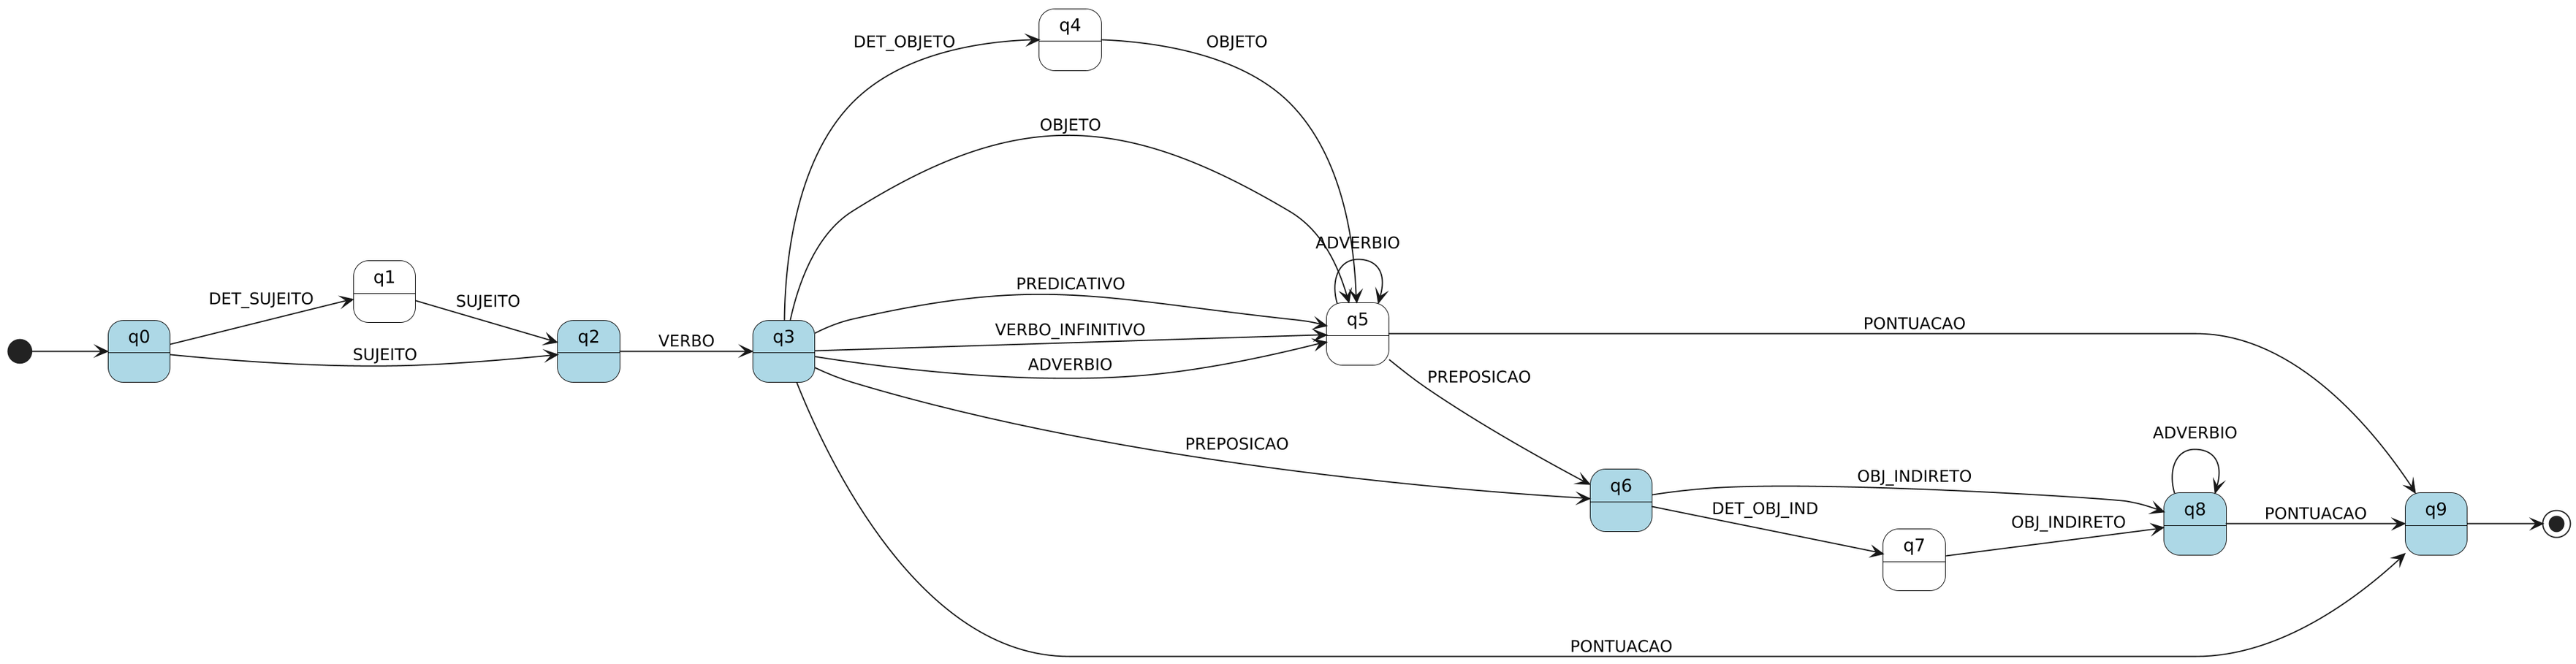 q4
DET_OBJETO
OBJETO
OBJETO
ADVERBIO
q1
DET_SUJEITO
SUJEITO
PREDICATIVO
q5
PONTUACAO
VERBO_INFINITIVO
q0
q2
VERBO
q3
SUJEITO
ADVERBIO
PREPOSICAO
PREPOSICAO
ADVERBIO
OBJ_INDIRETO
q6
DET_OBJ_IND
q8
PONTUACAO
q9
OBJ_INDIRETO
q7
PONTUACAO